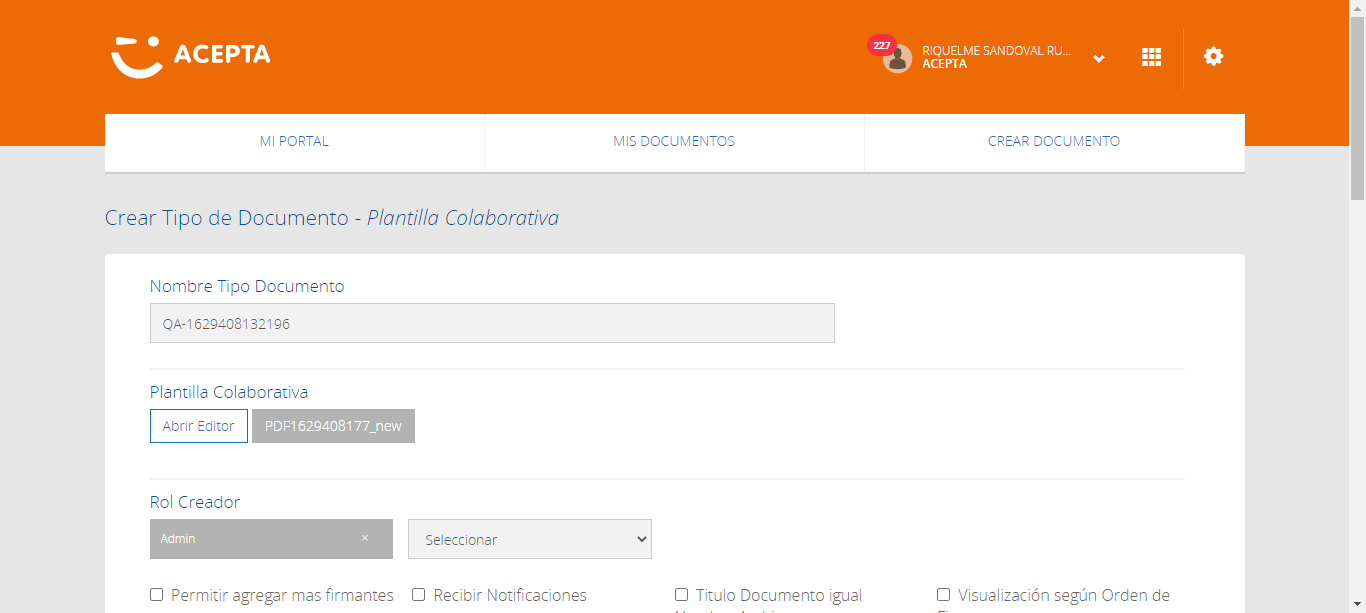 ACEPTA
227
RIQUELME SANDOVAL RU...
ACEPTA
MI PORTAL
MIS DOCUMENTOS
CREAR DOCUMENTO
Crear Tipo de Documento - Plantilla Colaborativa
Nombre Tipo Documento
QA-1629408132196
Plantilla Colaborativa
Abrir Editor
PDF1629408177_new
Rol Creador
Admin ×
Seleccionar
Permitir agregar mas firmantes
Recibir Notificaciones
Titulo Documento igual
Visualización según Orden de